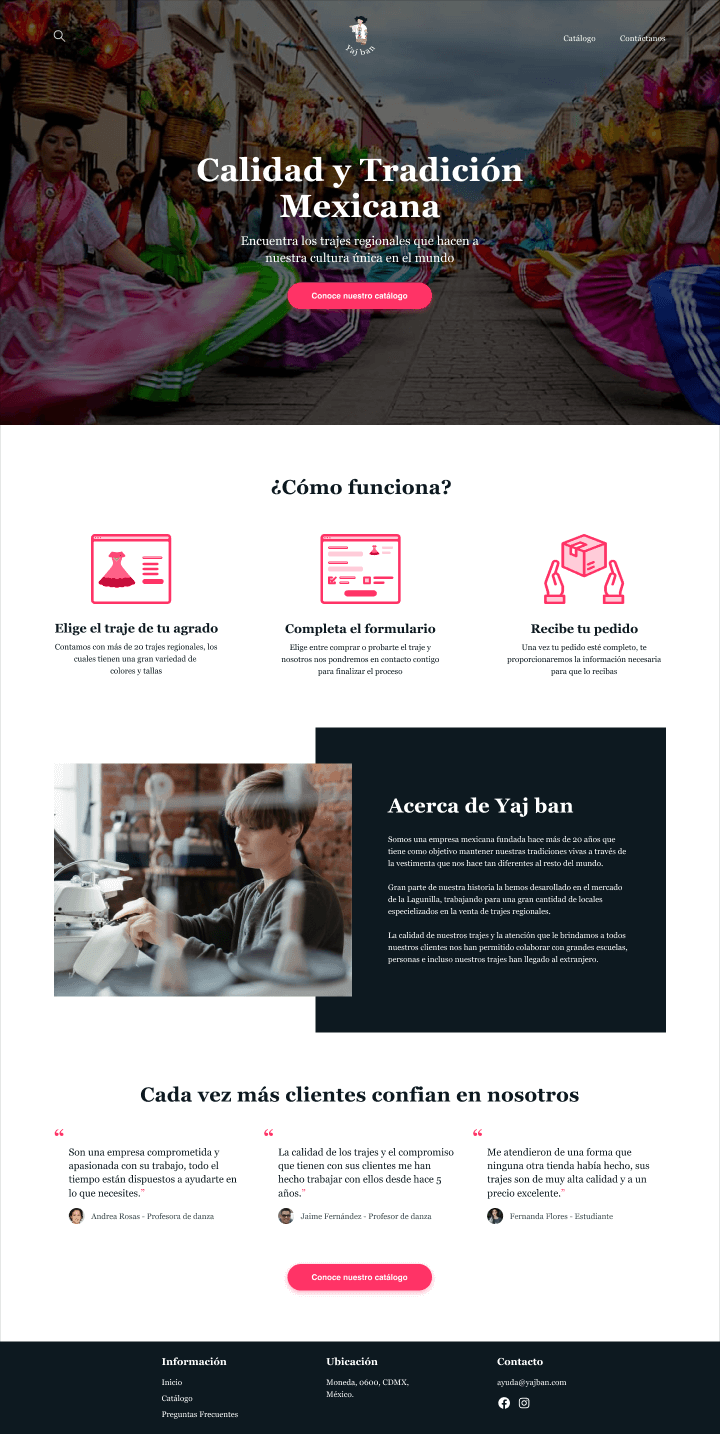 Yaj ban
Catálogo
Contáctanos
Calidad y Tradición
Mexicana
Encuentra los trajes regionales que hacen a
nuestra cultura única en el mundo
Conoce nuestro catálogo
¿Cómo funciona?
Elige el traje de tu agrado
Contamos con más de 20 trajes regionales, los
cuales tienen una gran variedad de
colores y tallas
Completa el formulario
Elige entre comprar o probarte el traje y
nosotros nos pondremos en contacto contigo
para finalizar el proceso
Recibe tu pedido
Una vez tu pedido esté completo, te
proporcionaremos la información necesaria
para que lo recibas
Acerca de Yaj ban
Somos una empresa mexicana fundada hace más de 20 años que
tiene como objetivo mantener nuestras tradiciones vivas a través de
la vestimenta que nos hace tan diferentes al resto del mundo.
Gran parte de nuestra historia la hemos desarollado en el mercado
de la Lagunilla, trabajando para una gran cantidad de locales
especielizados en la venta de trajes regionales.
La calidad de nuestros trajes y la atención que le brindamos a todos
nuestros clientes nos han permitido colaborar con grandes escuelas,
personas e incluso nuestros trajes han llegado al extranjero.
Cada vez más clientes confian en nosotros
“
Son una empresa comprometida y
apasionada con su trabajo, todo el
tiempo están dispuestos a ayudarte en
lo que necesites.”
Andrea Rosas - Profesora de danza
“
La calidad de los trajes y el compromiso
que tienen con sus clientes me han
hecho trabajar con ellos desde hace 5
años.”
Jaime Fernández - Profesor de danza
“
Me atendieron de una forma que
ninguna otra tienda había hecho, sus
trajes son de muy alta calidad y a un
precio excelente.”
Fernanda Flores - Estudiante
Conoce nuestro catálogo
Información
Inicio
Catálogo
Preguntas Frecuentes
Ubicación
Moneda, 0600, CDMX,
México.
Contacto
ayuda@yajban.com